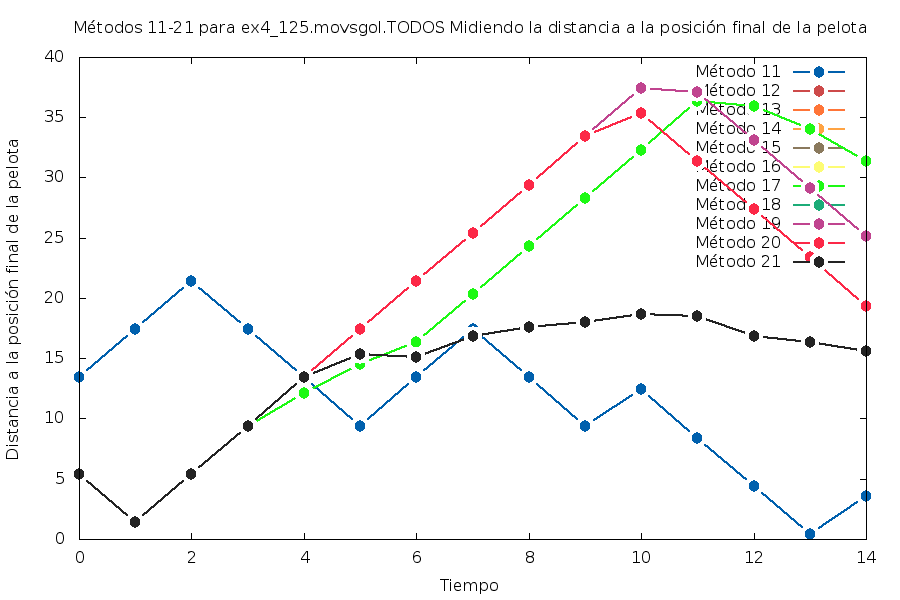 Métodos 11-21 para ex4_125.movsgol.TODOS Midiendo la distancia a la posición final de la pelota
Distancia a la posición final de la pelota
40
35
30
25
20
15
10
5
0
0 2 4 6 8 10 12 14
Tiempo
Método 11
Método 12
Método 13
Método 14
Método 15
Método 16
Método 17
Método 18
Método 19
Método 20
Método 21